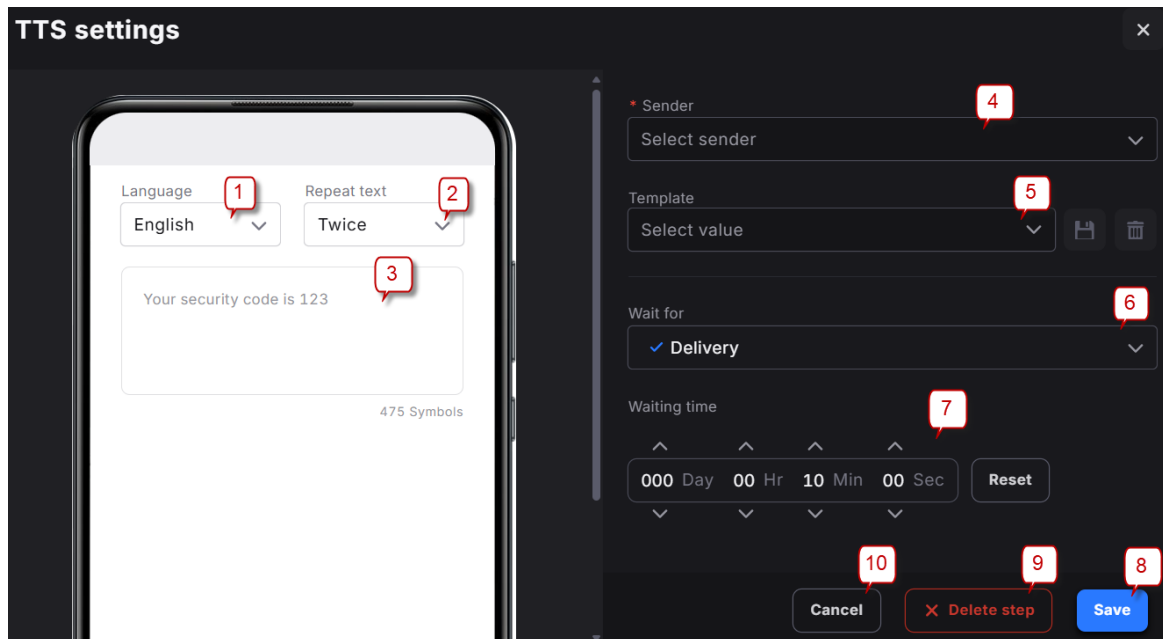 TTS settings
Language
1
Repeat text
2
English
Twice
3
Your security code is 123
475 Symbols
* Sender
4
Select sender
Template
5
Select value
Wait for
6
Delivery
Waiting time
7
000 Day 00 Hr 10 Min 00 Sec
Reset
10
9
8
Cancel
Delete step
Save